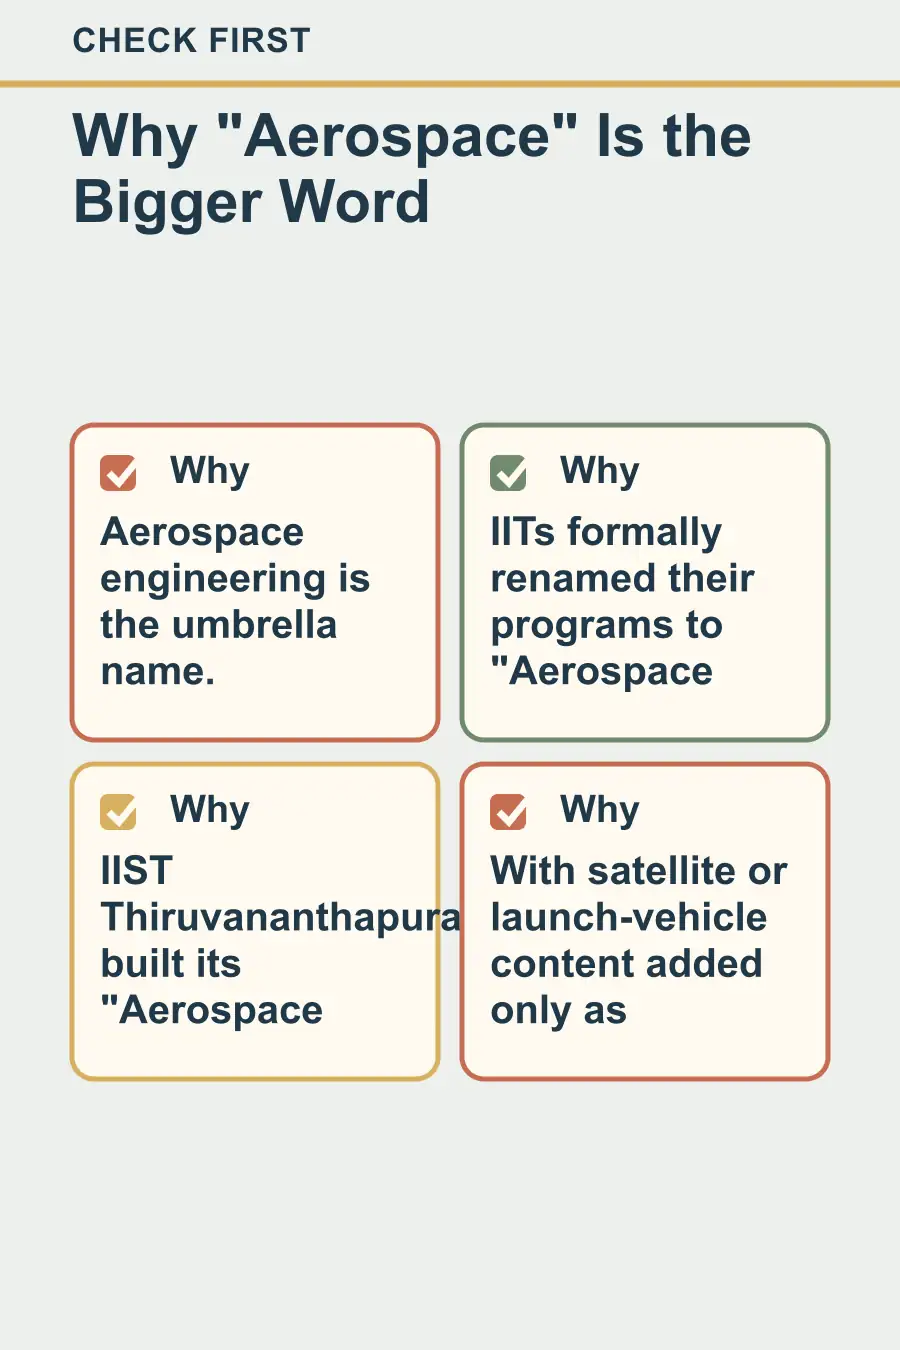 CHECK FIRST
Why "Aerospace" Is the
Bigger Word
Why
Aerospace
engineering is
the umbrella
name.
Why
IITs formally
renamed their
programs to
"Aerospace
Why
IIST
Thiruvananthapura
built its
"Aerospace
Why
With satellite or
launch-vehicle
content added
only as